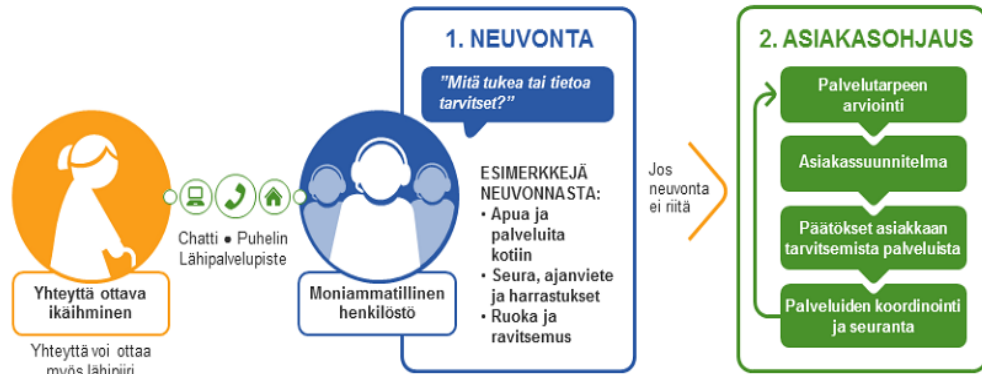 Yhteyttä ottava
ikäihminen
Yhteyttä voi ottaa
myös lähipiiri
Chatti • Puhelin
Lähipalvelupiste
Moniammatillinen
henkilöstö
1. NEUVONTA
”Mitä tukea tai tietoa
tarvitset?”
ESIMERKKEJÄ
NEUVONNASTA:
• Apua ja
palveluita
kotiin
• Seura, ajanviete
ja harrastukset
• Ruoka ja
ravitsemus
Jos
neuvonta
ei riitä
2. ASIAKASOHJAUS
Palvelutarpeen
arviointi
Asiakassuunnitelma
Päätökset asiakkaan
tarvitsemista palveluista
Palveluiden koordinointi
ja seuranta